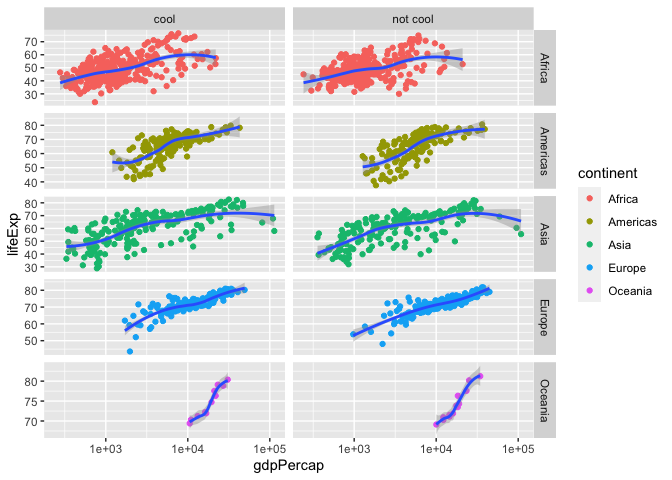 cool
not cool
70
60
50
40
30
Africa
80
70
60
50
40
Americas
continent
Africa
Americas
Asia
Europe
Oceania
lifeExp
80
70
60
50
40
30
Asia
80
70
60
50
Europe
80
75
70
Oceania
1e+03 1e+04 1e+05 1e+03 1e+04 1e+05
gdpPercap